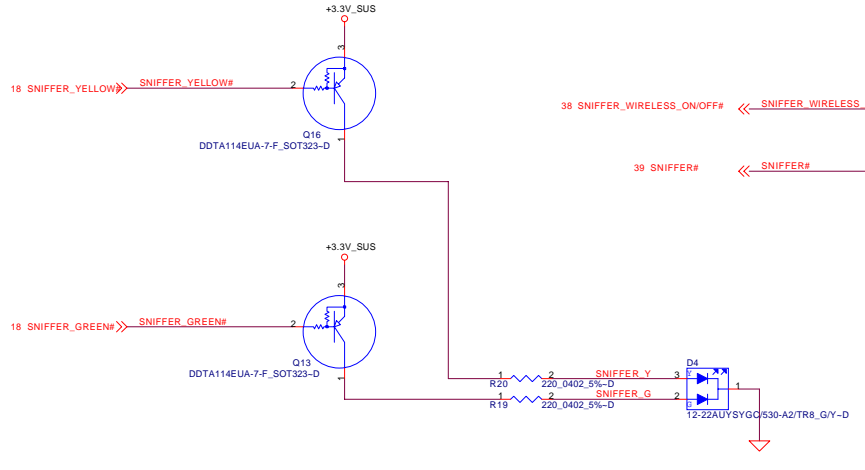 +3.3V_SUS
3
18 SNIFFER_YELLOW#
SNIFFER_YELLOW#
2
38 SNIFFER_WIRELESS_ON/OFF#
SNIFFER_WIRELESS_
Q16
DDTA114EUA-7-F_SOT323~D
1
39 SNIFFER#
SNIFFER#
+3.3V_SUS
3
18 SNIFFER_GREEN#
SNIFFER_GREEN#
2
Q13
DDTA114EUA-7-F_SOT323~D
1
1
2
SNIFFER_Y
R20
220_0402_5%~D
3
D4
Y
1
1
2
SNIFFER_G
R19
220_0402_5%~D
2
G
12-22AUYSYGC/530-A2/TR8_G/Y~D